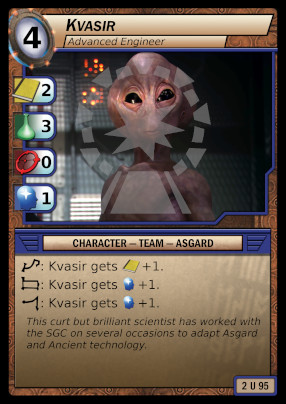 4
KVASIR
Advanced Engineer
2
3
0
1
CHARACTER – TEAM – ASGARD
: Kvasir gets +1.
: Kvasir gets +1.
: Kvasir gets +1.
This curt but brilliant scientist has worked with
the SGC on several occasions to adapt Asgard
and Ancient technology.
2 U 95